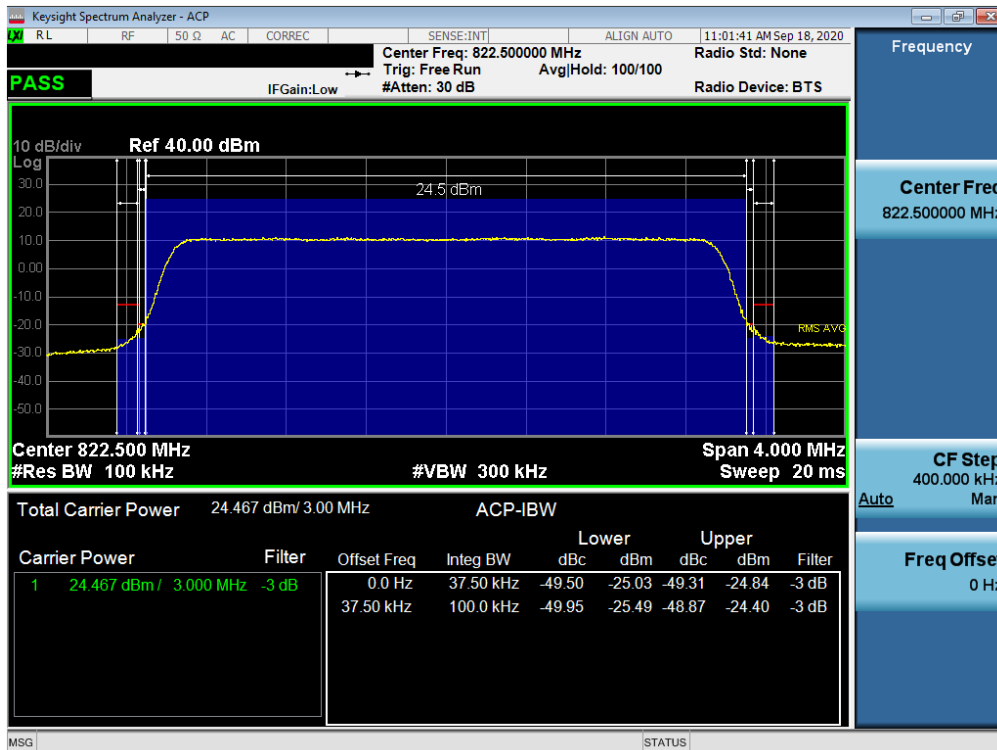 Keysight Spectrum Analyzer - ACP
LXI RL RF 50 Ω AC CORREC SENSE:INT ALIGN AUTO 11:01:41 AM Sep 18, 2020
Center Freq: 822.500000 MHz Radio Std: None
Trig: Free Run Avg|Hold: 100/100
PASS IFGain:Low #Atten: 30 dB Radio Device: BTS
10 dB/div Ref 40.00 dBm
Log
30.0
24.5 dBm
20.0
10.0
0.00
-10.0
-20.0
RMS AVG
-30.0
-40.0
-50.0
Center 822.500 MHz Span 4.000 MHz
#Res BW 100 kHz #VBW 300 kHz Sweep 20 ms
Total Carrier Power 24.467 dBm/ 3.00 MHz ACP-IBW
Lower Upper
Carrier Power Filter Offset Freq Integ BW dBc dBm dBc dBm Filter
1 24.467 dBm / 3.000 MHz -3 dB 0.0 Hz 37.50 kHz -49.50 -25.03 -49.31 -24.84 -3 dB
37.50 kHz 100.0 kHz -49.95 -25.49 -48.87 -24.40 -3 dB
MSG STATUS
Frequency
Center Freq
822.500000 MHz
CF Step
400.000 kHz
Auto Man
Freq Offset
0 Hz